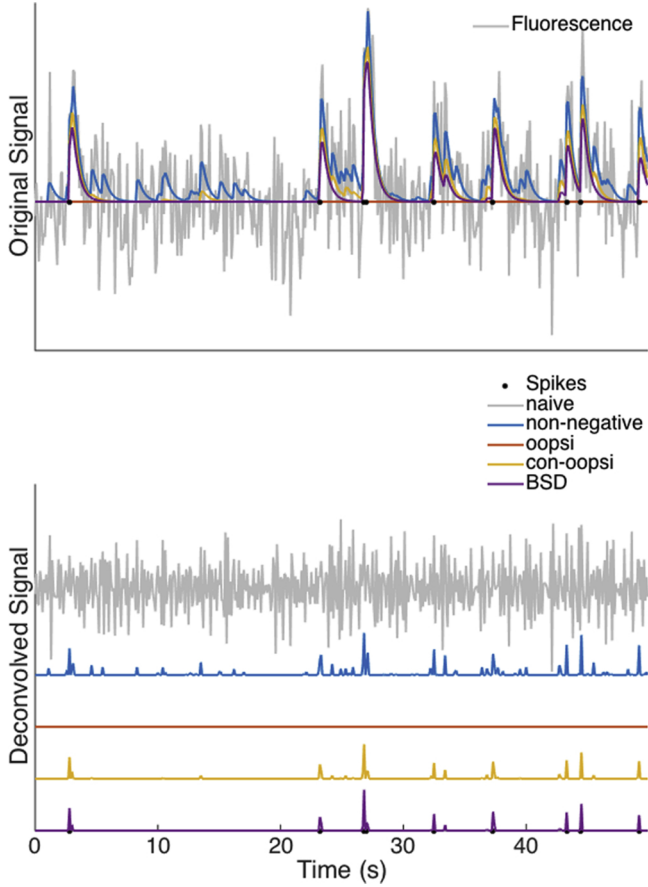 Fluorescence
Original Signal
Spikes
naive
non-negative
oopsi
con-oopsi
BSD
Deconvolved Signal
0 10 20 30 40
Time (s)